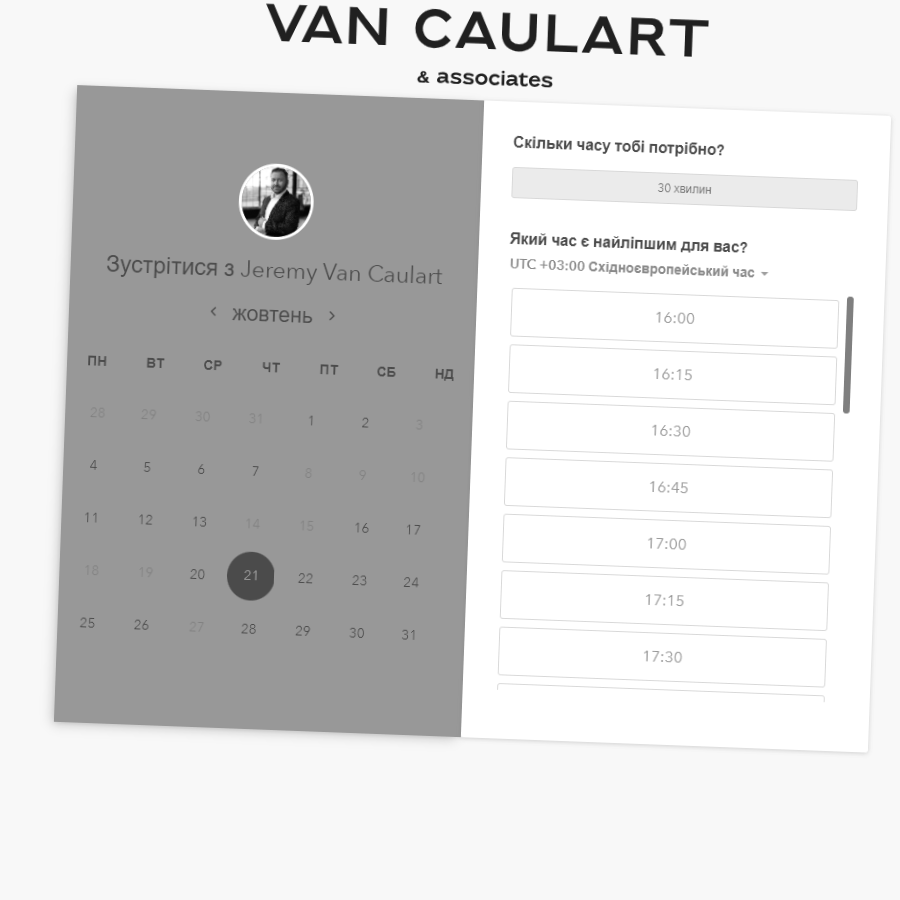 VAN CAULART
& associates
Зустрітися з Jeremy Van Caulart
жовтень
ПН ВТ СР ЧТ ПТ СБ НД
28 29 30 31 1 2 3
4 5 6 7 8 9 10
11 12 13 14 15 16 17
18 19 20 21 22 23 24
25 26 27 28 29 30 31
Скільки часу тобі потрібно?
30 хвилин
Який час є найліпшим для вас?
UTC +03:00 Східноєвропейський час
16:00
16:15
16:30
16:45
17:00
17:15
17:30